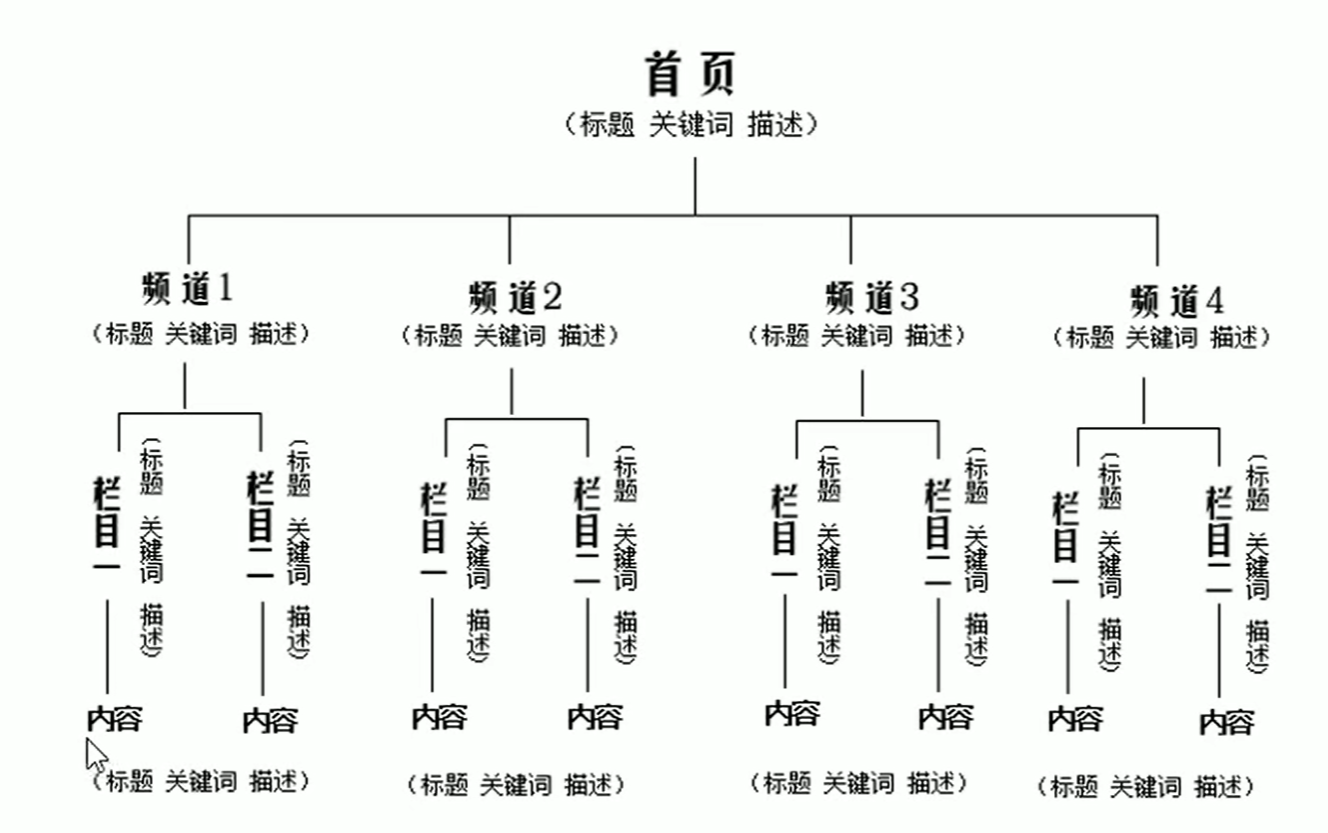 首页
（标题 关键词 描述）
频道1
频道2
频道3
频道4
（标题 关键词 描述）
（标题 关键词 描述）
（标题 关键词 描述）
（标题 关键词 描述）
栏目一
（标题 关键词 描述）
栏目二
（标题 关键词 描述）
栏目一
（标题 关键词 描述）
栏目二
（标题 关键词 描述）
栏目一
（标题 关键词 描述）
栏目二
（标题 关键词 描述）
栏目一
（标题 关键词 描述）
栏目二
（标题 关键词 描述）
内容
内容
内容
内容
内容
内容
内容
内容
（标题 关键词 描述）
（标题 关键词 描述）
（标题 关键词 描述）
（标题 关键词 描述）